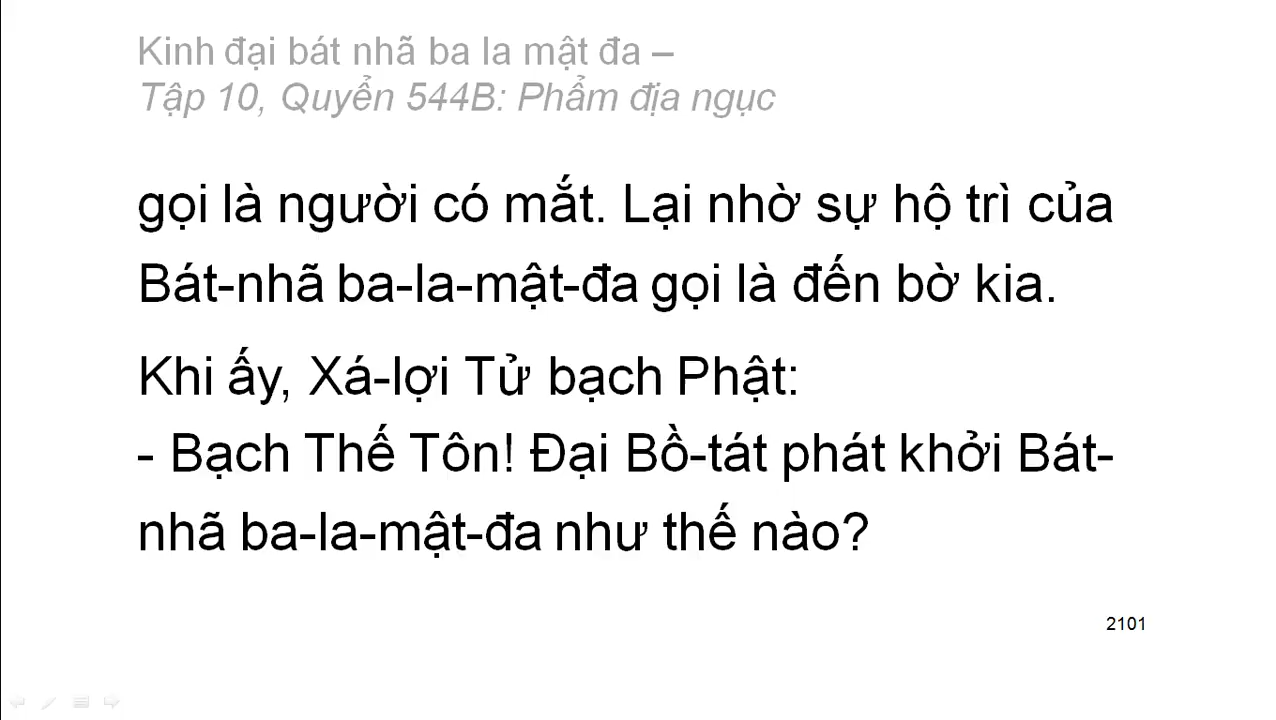 Kinh đại bát nhã ba la mật đa –
Tập 10, Quyển 544B: Phẩm địa ngục
gọi là người có mắt. Lại nhờ sự hộ trì của
Bát-nhã ba-la-mật-đa gọi là đến bờ kia.
Khi ấy, Xá-lợi Tử bạch Phật:
- Bạch Thế Tôn! Đại Bồ-tát phát khởi Bát-
nhã ba-la-mật-đa như thế nào?
2101